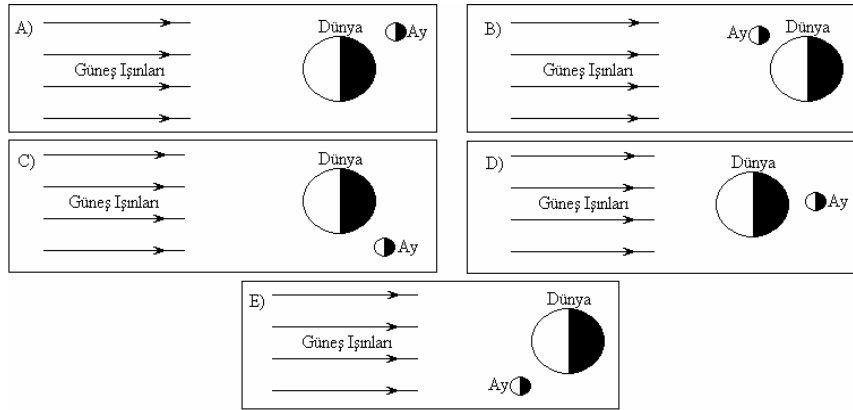 A)
Dünya
Ay
Güneş Işınları
B)
Dünya
Ay
Güneş Işınları
C)
Dünya
Güneş Işınları
Ay
D)
Dünya
Güneş Işınları
Ay
E)
Dünya
Güneş Işınları
Ay